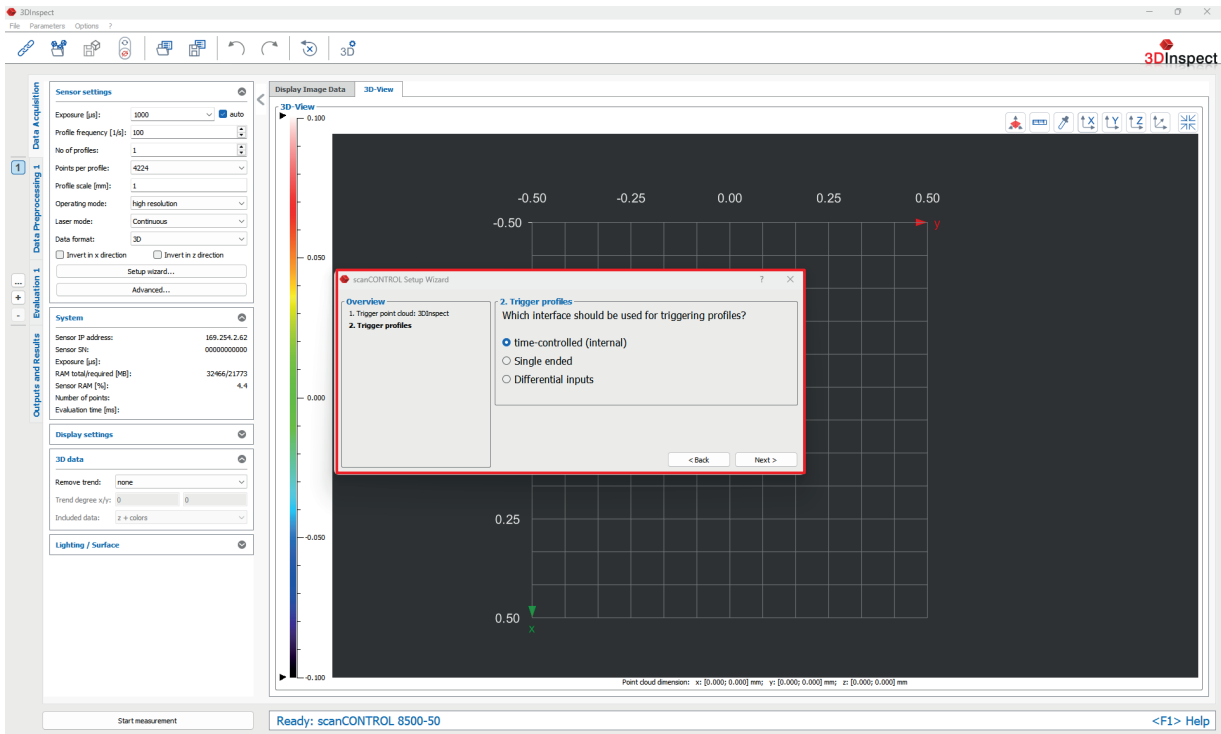 3DInspect
File Parameters Options ?
3D
3DInspect
Data Acquisition
Data Preprocessing 1
Evaluation 1
Outputs and Results
1
...
+
-
Sensor settings
Exposure [µs]: 1000 auto
Profile frequency [1/s]: 100
No of profiles: 1
Points per profile: 4224
Profile scale [mm]: 1
Operating mode: high resolution
Laser mode: Continuous
Data format: 3D
Invert in x direction Invert in z direction
Setup wizard...
Advanced...
System
Sensor IP address: 169.254.2.62
Sensor SN: 00000000000
Exposure [µs]:
RAM total/required [MB]: 32466/21773
Sensor RAM [%]: 4.4
Number of points:
Evaluation time [ms]:
Display settings
3D data
Remove trend: none
Trend degree x/y: 0 0
Included data: z + colors
Lighting / Surface
Start measurement
Display Image Data 3D-View
3D-View
X Y Z
0.100
0.050
0.000
-0.050
-0.100
-0.50 -0.25 0.00 0.25 0.50
-0.50
y
scanCONTROL Setup Wizard ? ×
Overview
1. Trigger point cloud: 3DInspect
2. Trigger profiles
2. Trigger profiles
Which interface should be used for triggering profiles?
time-controlled (internal)
Single ended
Differential inputs
< Back Next >
0.25
0.50
x
Point cloud dimension: x: [0.000; 0.000] mm; y: [0.000; 0.000] mm; z: [0.000; 0.000] mm
Ready: scanCONTROL 8500-50 <F1> Help